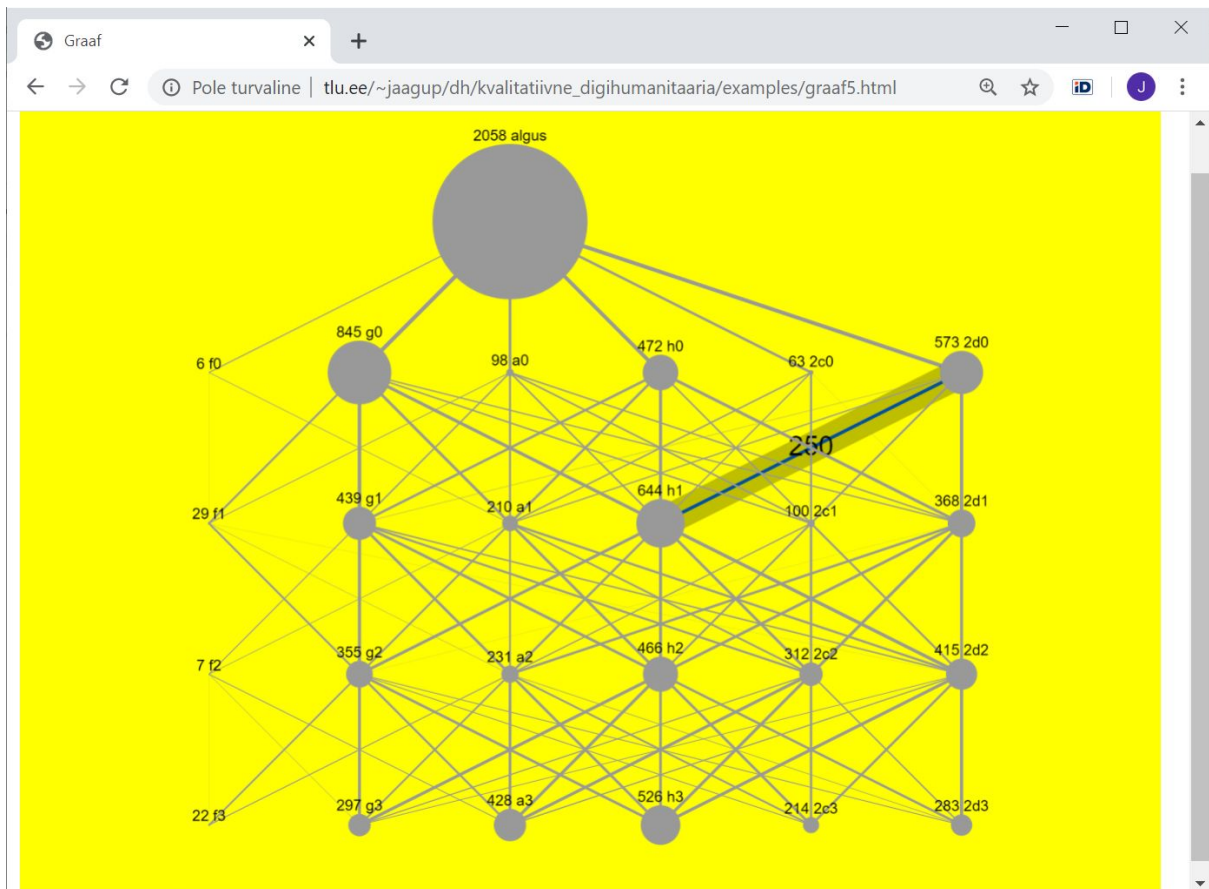 Graaf
Pole turvaline | tlu.ee/~jaagup/dh/kvalitatiivne_digihumanitaaria/examples/graaf5.html
iD
J
2058 algus
6 f0
845 g0
98 a0
472 h0
63 2c0
573 2d0
250
29 f1
439 g1
210 a1
644 h1
100 2c1
368 2d1
7 f2
355 g2
231 a2
466 h2
312 2c2
415 2d2
22 f3
297 g3
428 a3
526 h3
214 2c3
283 2d3